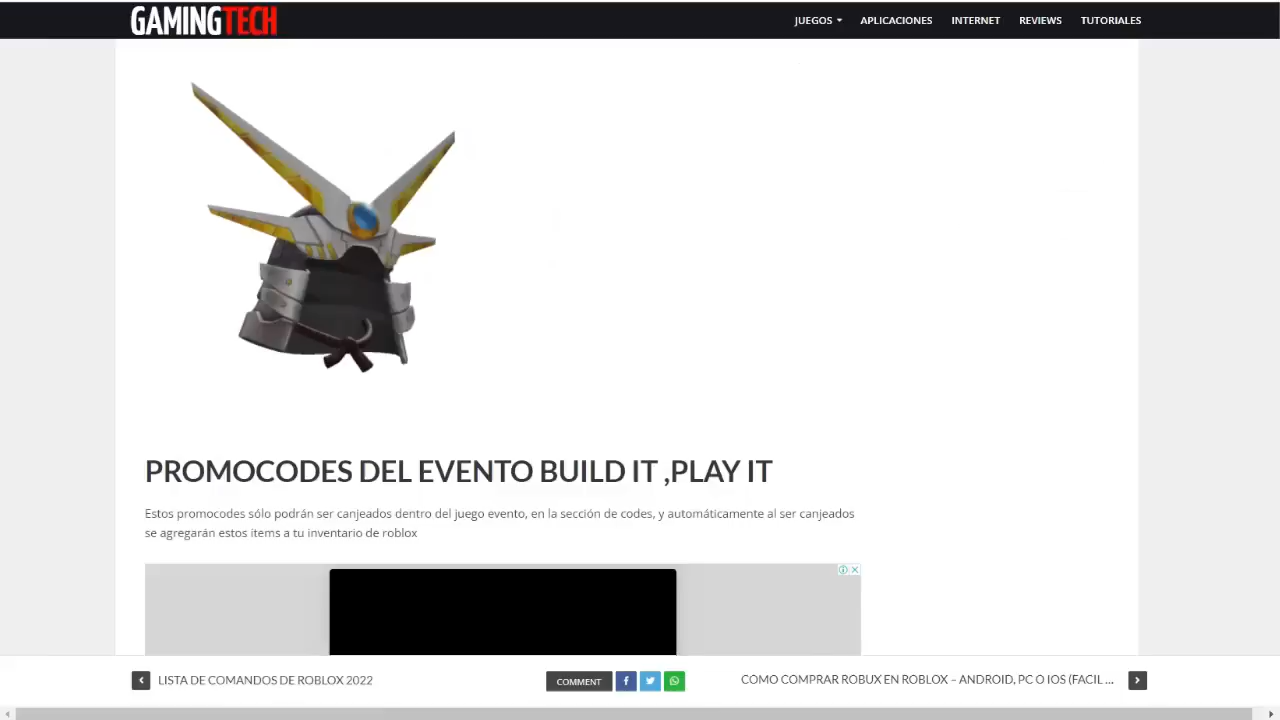 GAMINGTECH
JUEGOS
APLICACIONES
INTERNET
REVIEWS
TUTORIALES
PROMOCODES DEL EVENTO BUILD IT ,PLAY IT
Estos promocodes sólo podrán ser canjeados dentro del juego evento, en la sección de codes, y automáticamente al ser canjeados
se agregarán estos ítems a tu inventario de roblox
LISTA DE COMANDOS DE ROBLOX 2022
COMMENT
COMO COMPRAR ROBUX EN ROBLOX – ANDROID, PC O IOS (FACIL ...